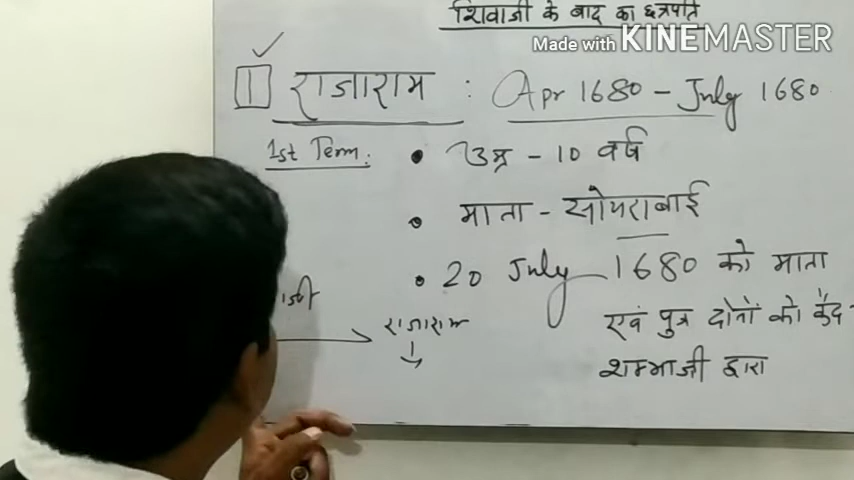 शिवाजी के बाद का छत्रपति
Made with KINEMASTER
1 राजाराम : Apr 1680 - July 1680
1st Term : • उम्र - 10 वर्ष
• माता - सोयराबाई
• 20 July 1680 को माता
एवं पुत्र दोनों को कैद
शम्भाजी द्वारा
राजाराम